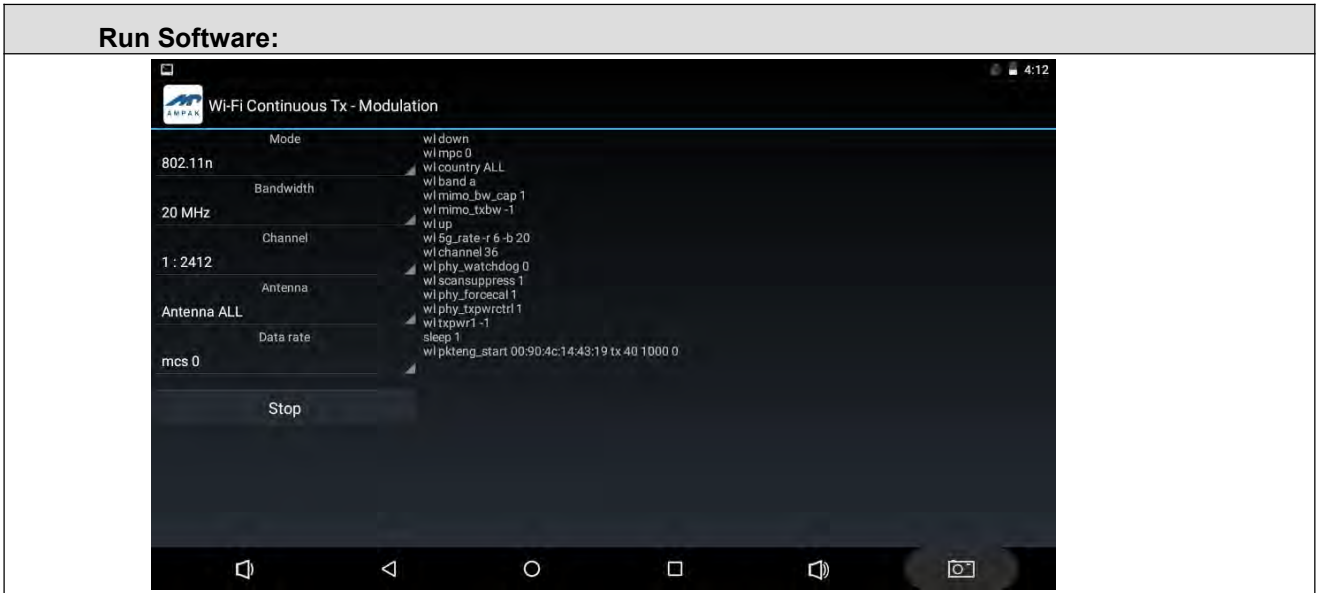 Run Software:
4:12
AMPAK
Wi-Fi Continuous Tx - Modulation
Mode
802.11n
Bandwidth
20 MHz
Channel
1 : 2412
Antenna
Antenna ALL
Data rate
mcs 0
Stop
wl down
wl mpc 0
wl country ALL
wl band a
wl mimo_bw_cap 1
wl mimo_txbw -1
wl up
wl 5g_rate -r 6 -b 20
wl channel 36
wl phy_watchdog 0
wl scansuppress 1
wl phy_forcecal 1
wl phy_txpwrctrl 1
wl txpwr1 -1
sleep 1
wl pkteng_start 00:90:4c:14:43:19 tx 40 1000 0